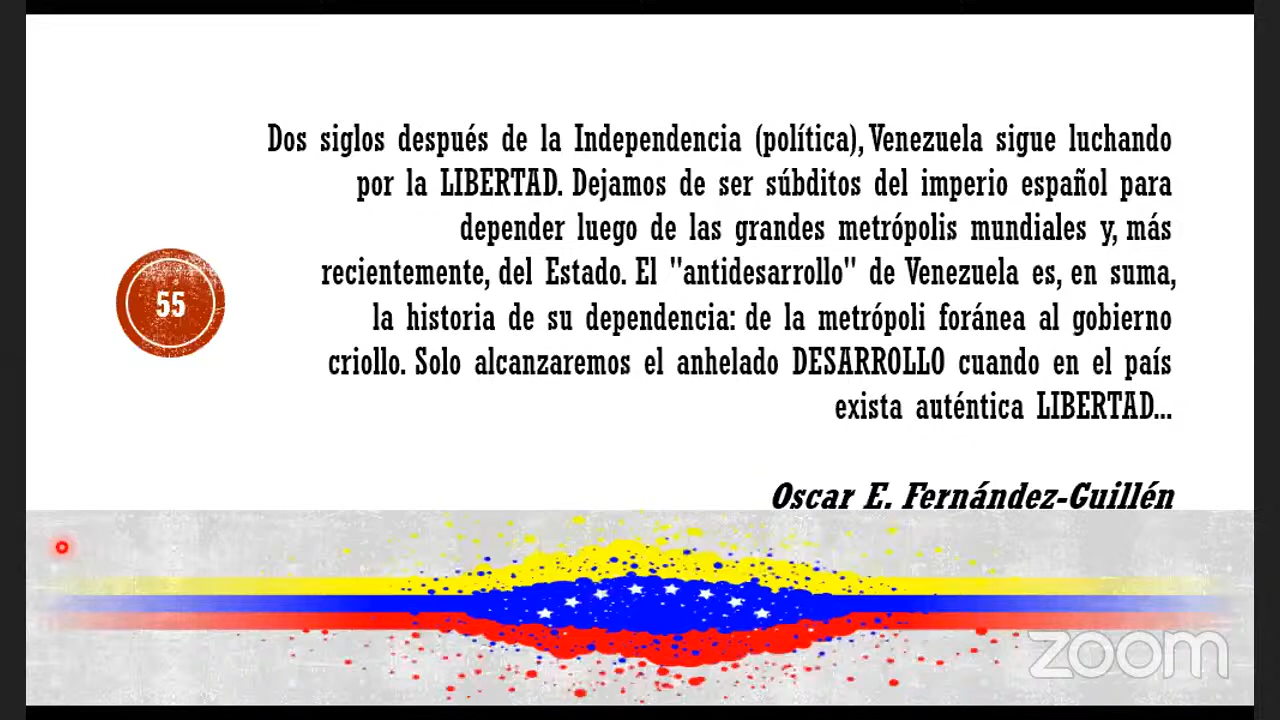 Dos siglos después de la Independencia (política), Venezuela sigue luchando
por la LIBERTAD. Dejamos de ser súbditos del imperio español para
depender luego de las grandes metrópolis mundiales y, más
recientemente, del Estado. El "antidesarrollo" de Venezuela es, en suma,
la historia de su dependencia: de la metrópoli foránea al gobierno
criollo. Solo alcanzaremos el anhelado DESARROLLO cuando en el país
exista auténtica LIBERTAD...
55
Oscar E. Fernández-Guillén
zoom